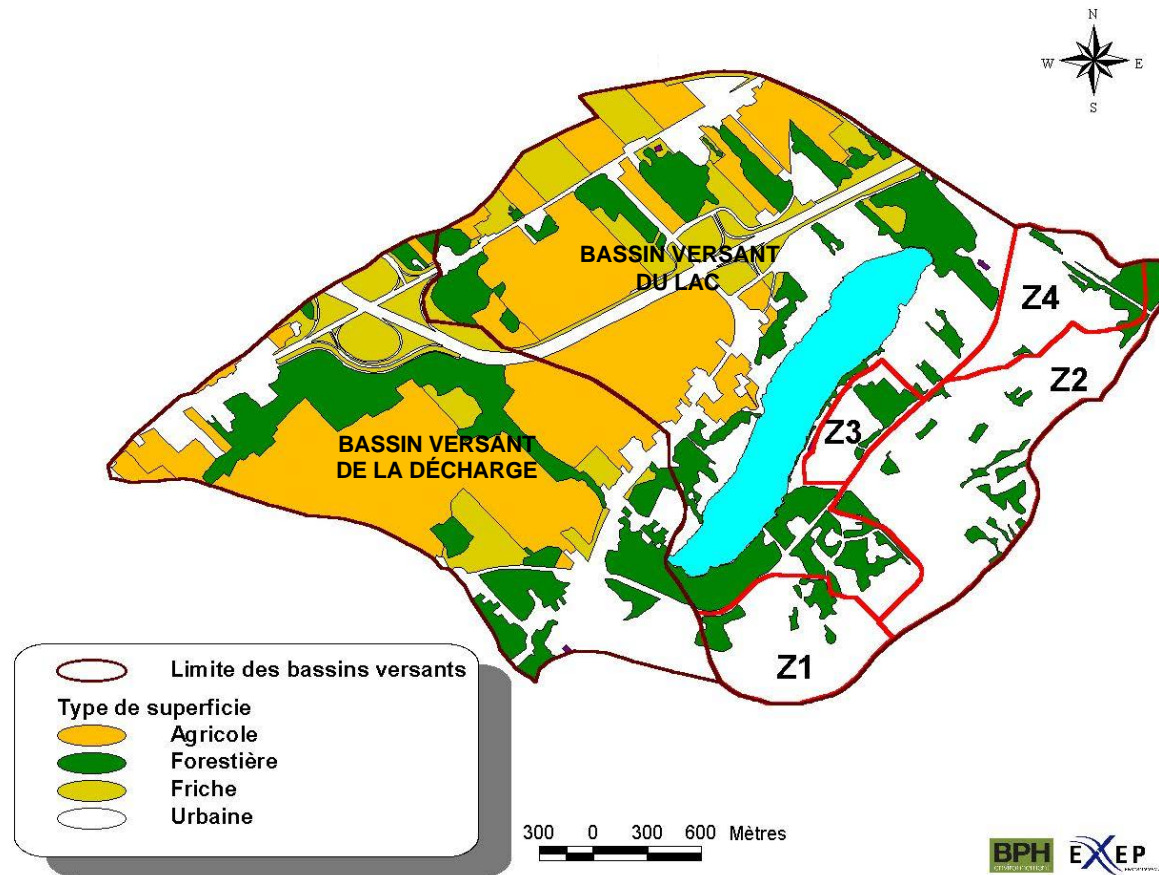 N
W E
S
BASSIN VERSANT
DU LAC
Z4
Z2
Z3
BASSIN VERSANT
DE LA DÉCHARGE
Z1
Limite des bassins versants
Type de superficie
Agricole
Forestière
Friche
Urbaine
300 0 300 600 Mètres
BPH
environnement
EXEP